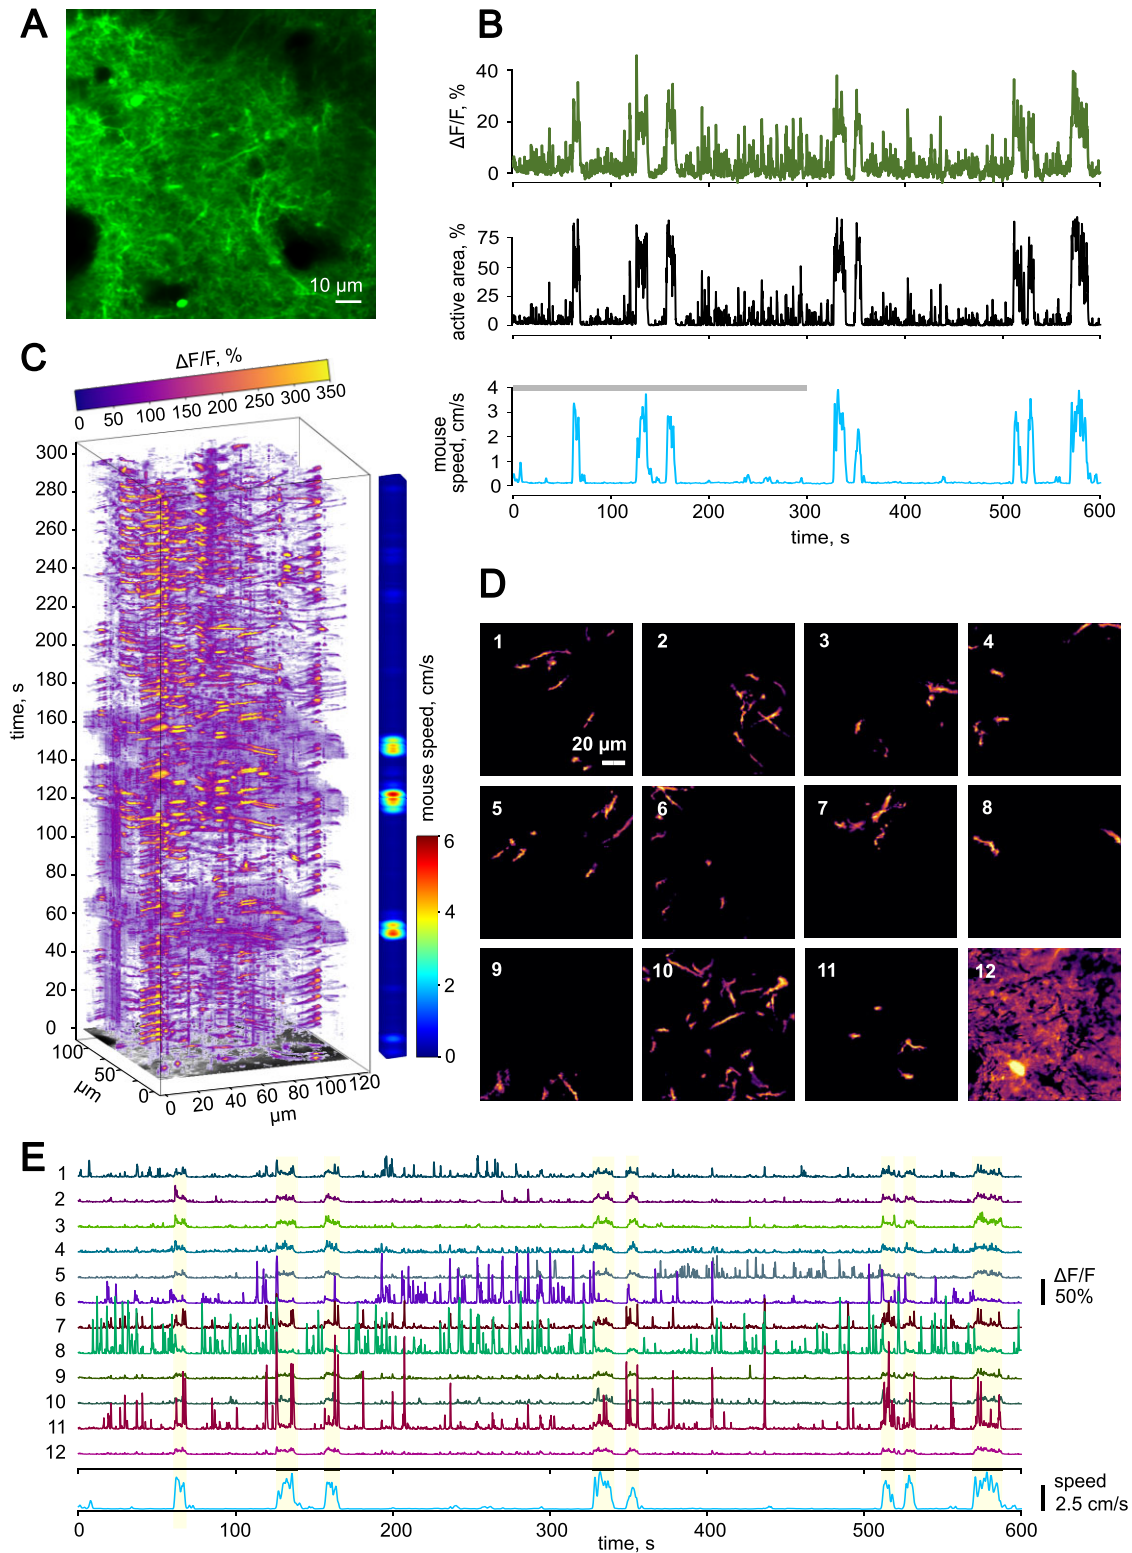 A
10 µm
B
ΔF/F, %
40
20
0
active area, %
75
50
25
0
mouse
speed, cm/s
4
3
2
1
0
0 100 200 300 400 500 600
time, s
C
ΔF/F, %
0 50 100 150 200 250 300 350
time, s
300
280
260
240
220
200
180
160
140
120
100
80
60
40
20
0
100
50
0
µm
0 20 40 60 80 100 120
µm
mouse speed, cm/s
6
4
2
0
D
1
20 µm
2
3
4
5
6
7
8
9
10
11
12
E
1
2
3
4
5
6
7
8
9
10
11
12
ΔF/F
50%
speed
2.5 cm/s
0 100 200 300 400 500 600
time, s